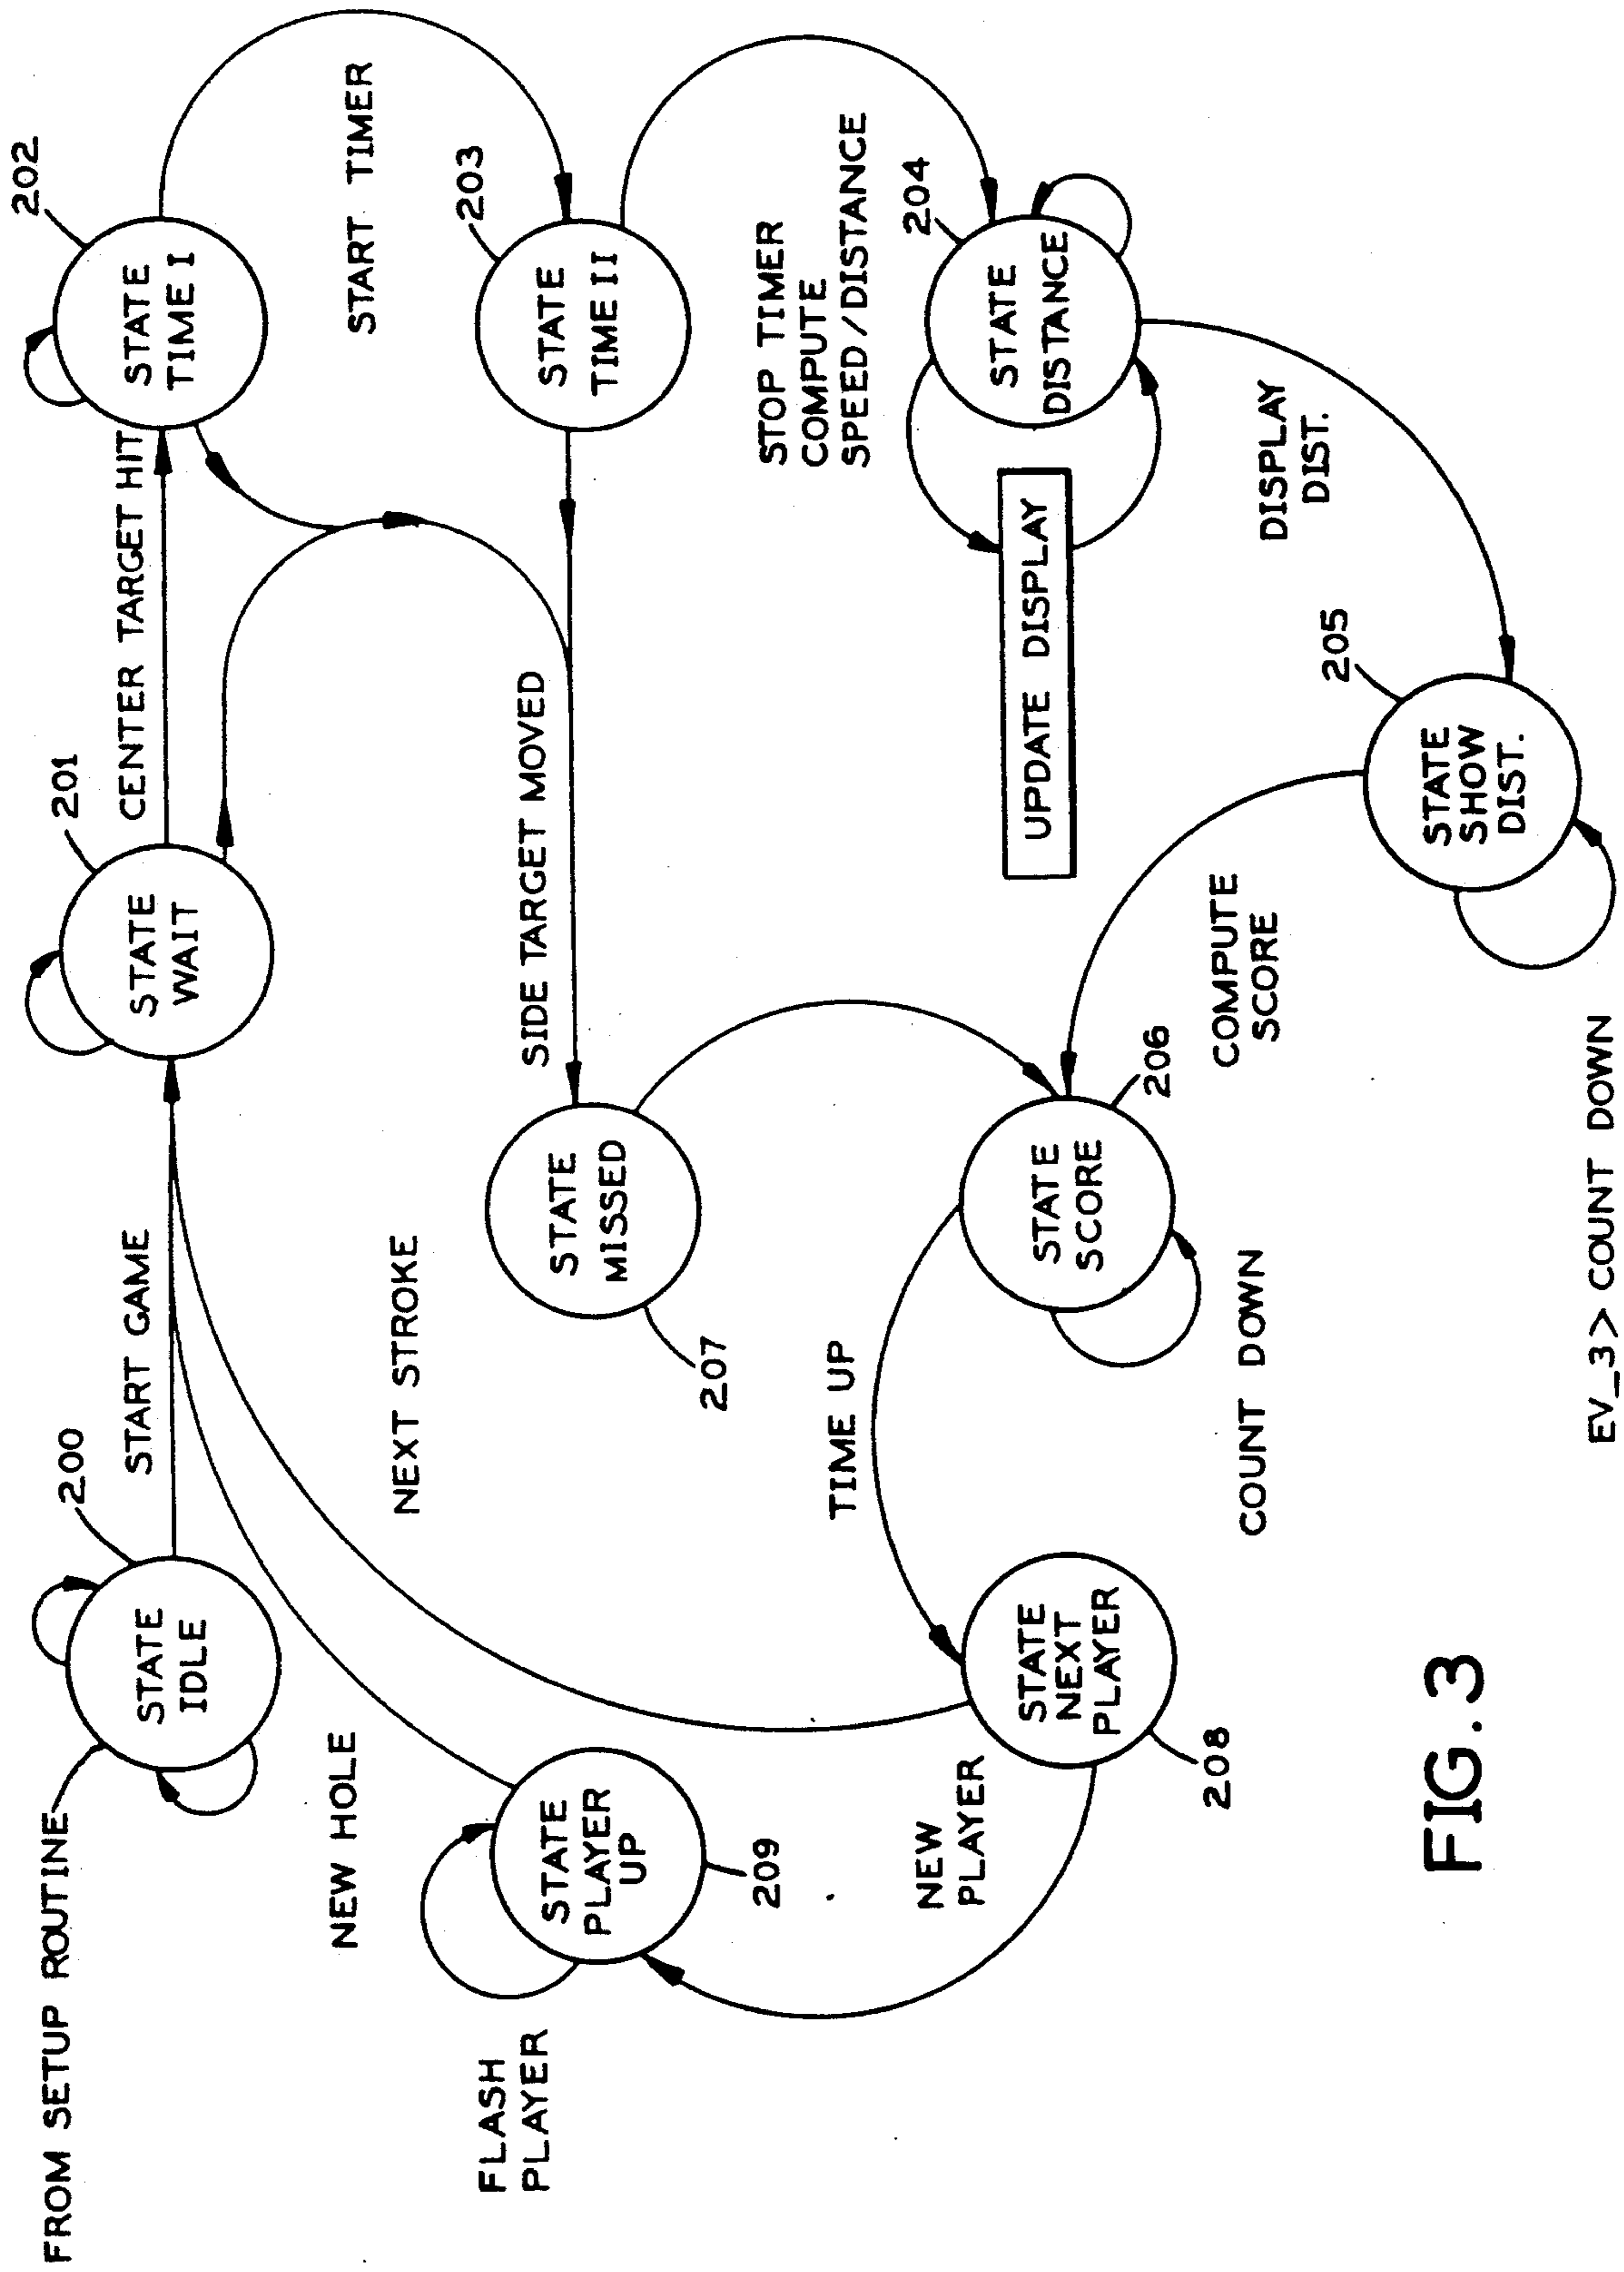 FROM SETUP ROUTINE
200
STATE
IDLE
START GAME
201
STATE
WAIT
CENTER TARGET HIT
202
STATE
TIME I
START TIMER
NEW HOLE
NEXT STROKE
SIDE TARGET MOVED
203
STATE
TIME II
FLASH
PLAYER
STATE
PLAYER
UP
209
STATE
MISSED
207
STOP TIMER
COMPUTE
SPEED/DISTANCE
204
STATE
DISTANCE
UPDATE DISPLAY
NEW
PLAYER
STATE
NEXT
PLAYER
208
TIME UP
STATE
SCORE
206
COMPUTE
SCORE
COUNT DOWN
DISPLAY
DIST.
205
STATE
SHOW
DIST.
EV_3> COUNT DOWN
FIG. 3